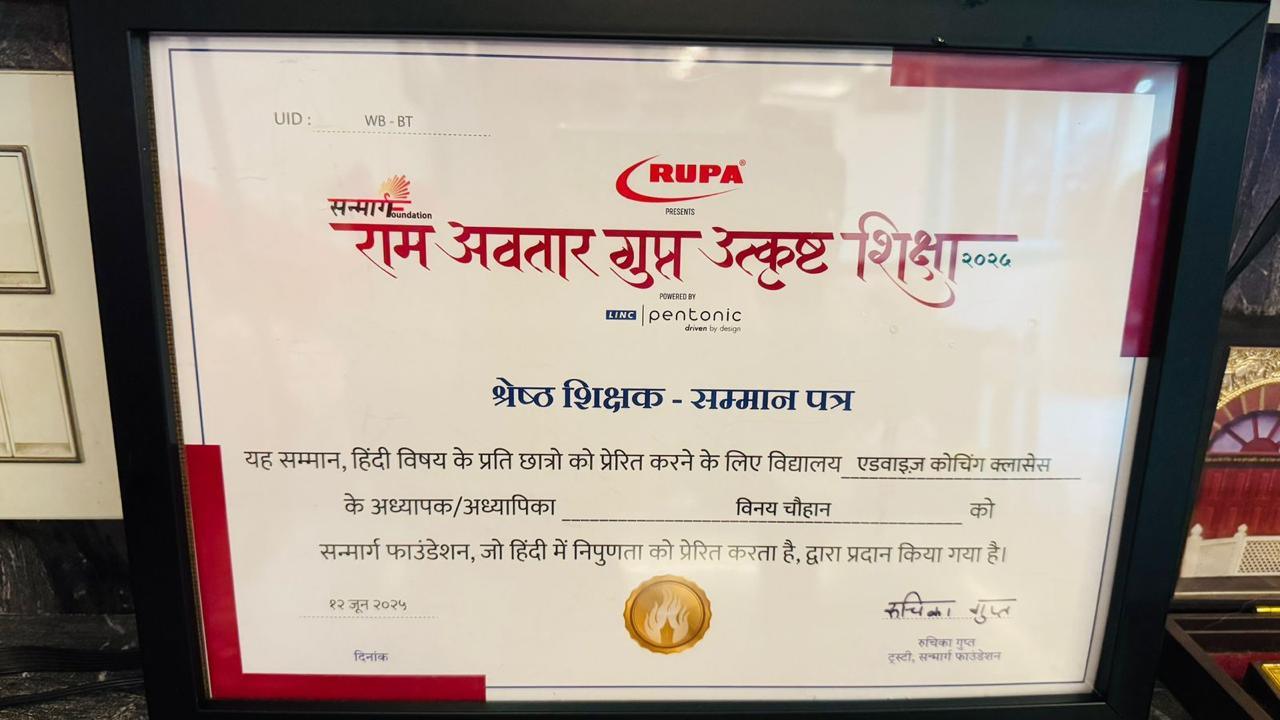 UID : WB - BT
RUPA®
PRESENTS
सन्मार्ग Foundation
राम अवतार गुप्त उत्कृष्ट शिक्षा २०२५
POWERED BY
LINC | pentonic
driven by design
श्रेष्ठ शिक्षक - सम्मान पत्र
यह सम्मान, हिंदी विषय के प्रति छात्रो को प्रेरित करने के लिए विद्यालय एडवाइज़ कोचिंग क्लासेस
के अध्यापक/अध्यापिका विनय चौहान को
सन्मार्ग फाउंडेशन, जो हिंदी में निपुणता को प्रेरित करता है, द्वारा प्रदान किया गया है।
१२ जून २०२५
दिनांक
रुचिका गुप्त
रुचिका गुप्त
ट्रस्टी, सन्मार्ग फाउंडेशन